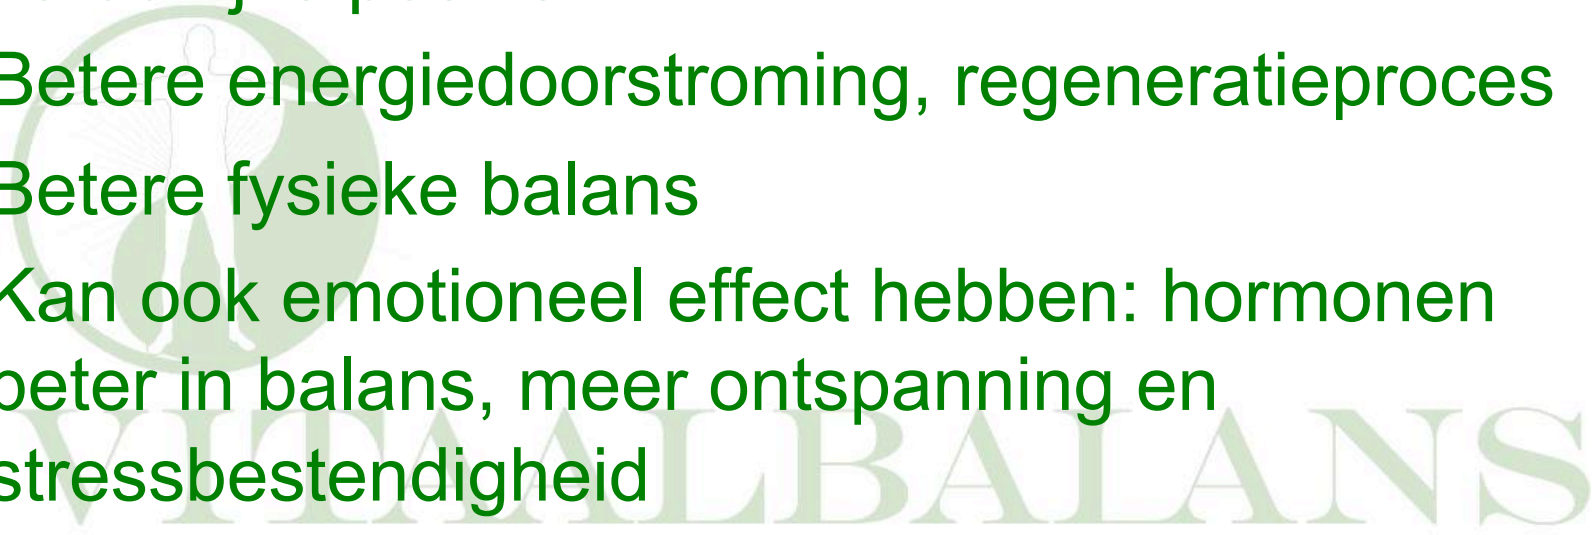 Betere energiedoorstroming, regeneratieproces
Betere fysieke balans
Kan ook emotioneel effect hebben: hormonen
beter in balans, meer ontspanning en
stressbestendigheid
VITAALBALANS